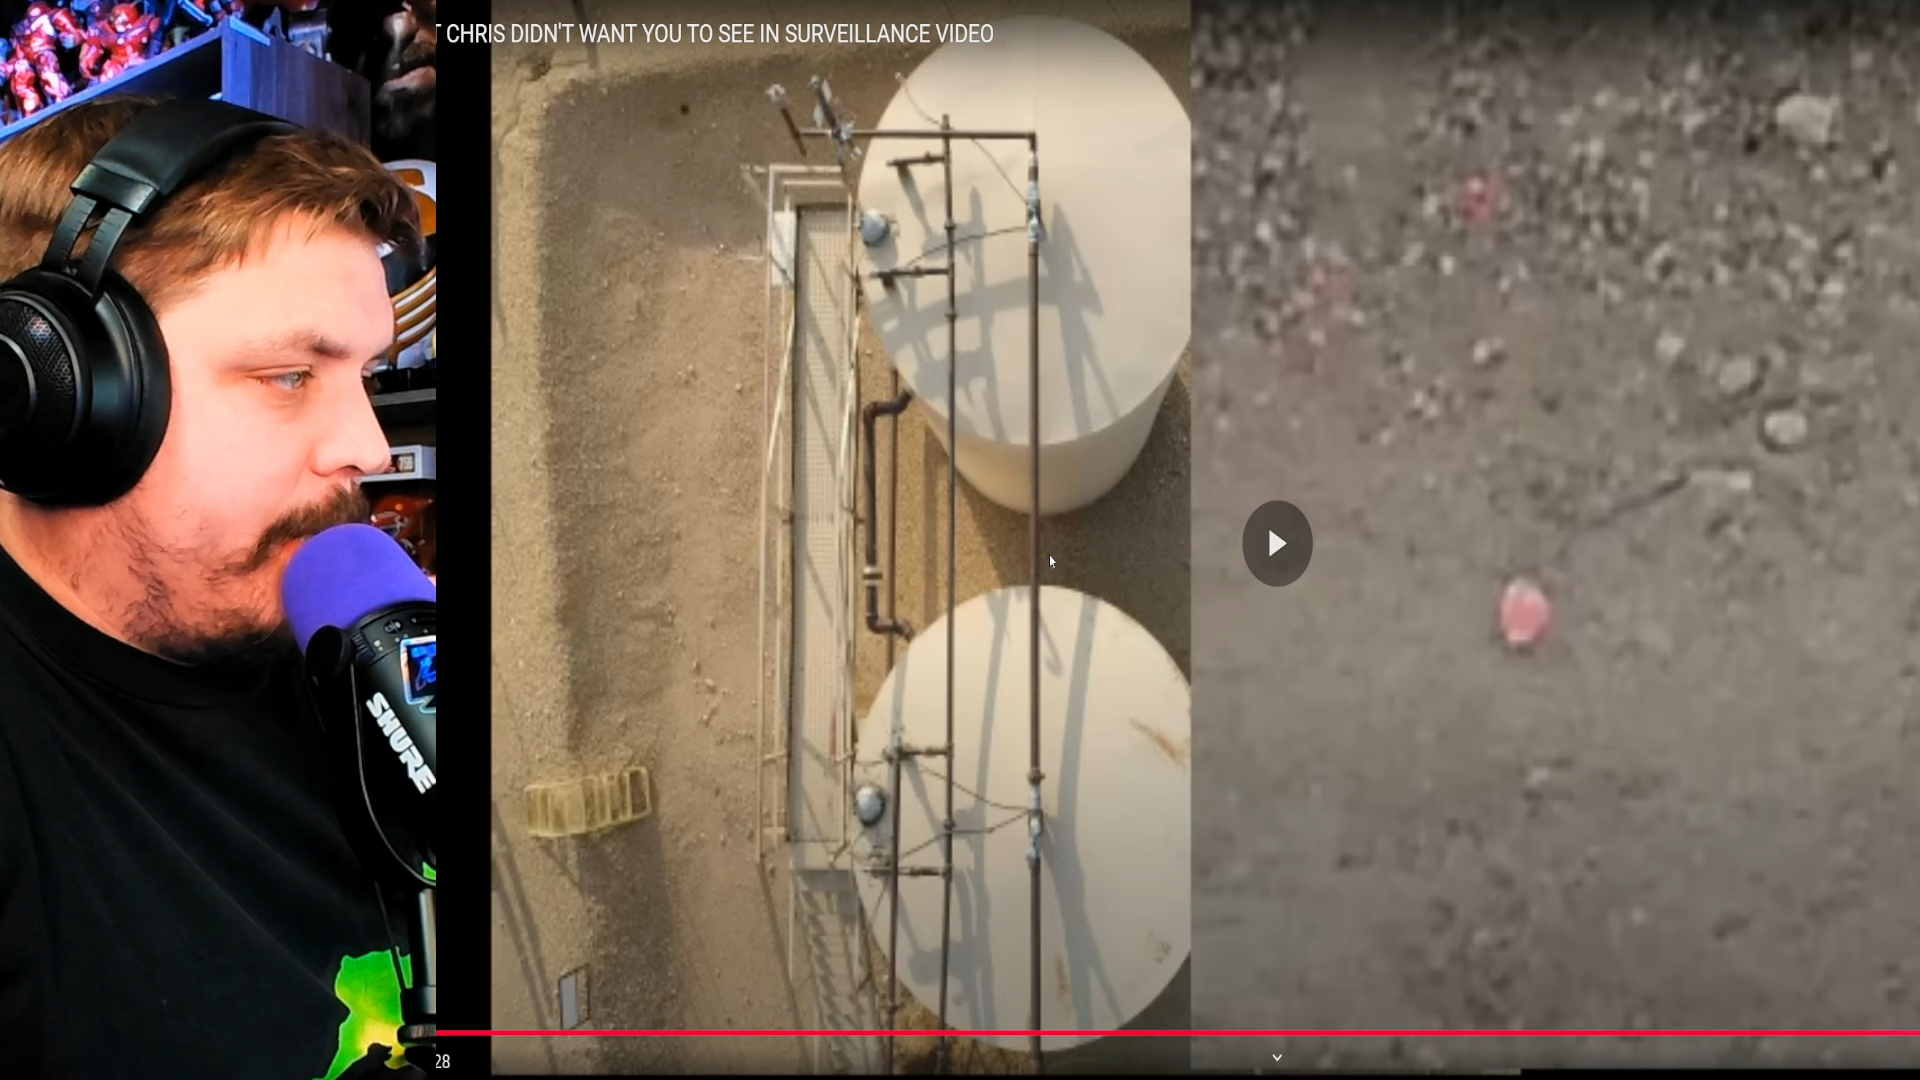 CHRIS DIDN'T WANT YOU TO SEE IN SURVEILLANCE VIDEO
SHURE
28